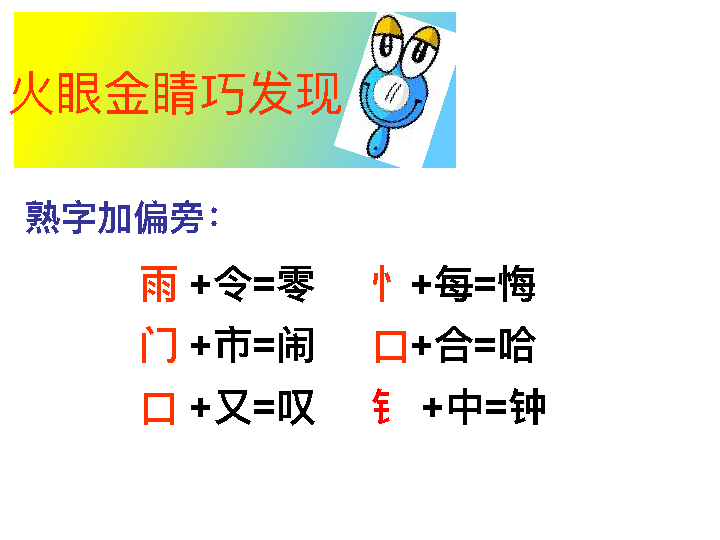 火眼金睛巧发现
熟字加偏旁：
雨 +令=零 忄+每=悔
门 +市=闹 口+合=哈
口 +又=叹 钅 +中=钟